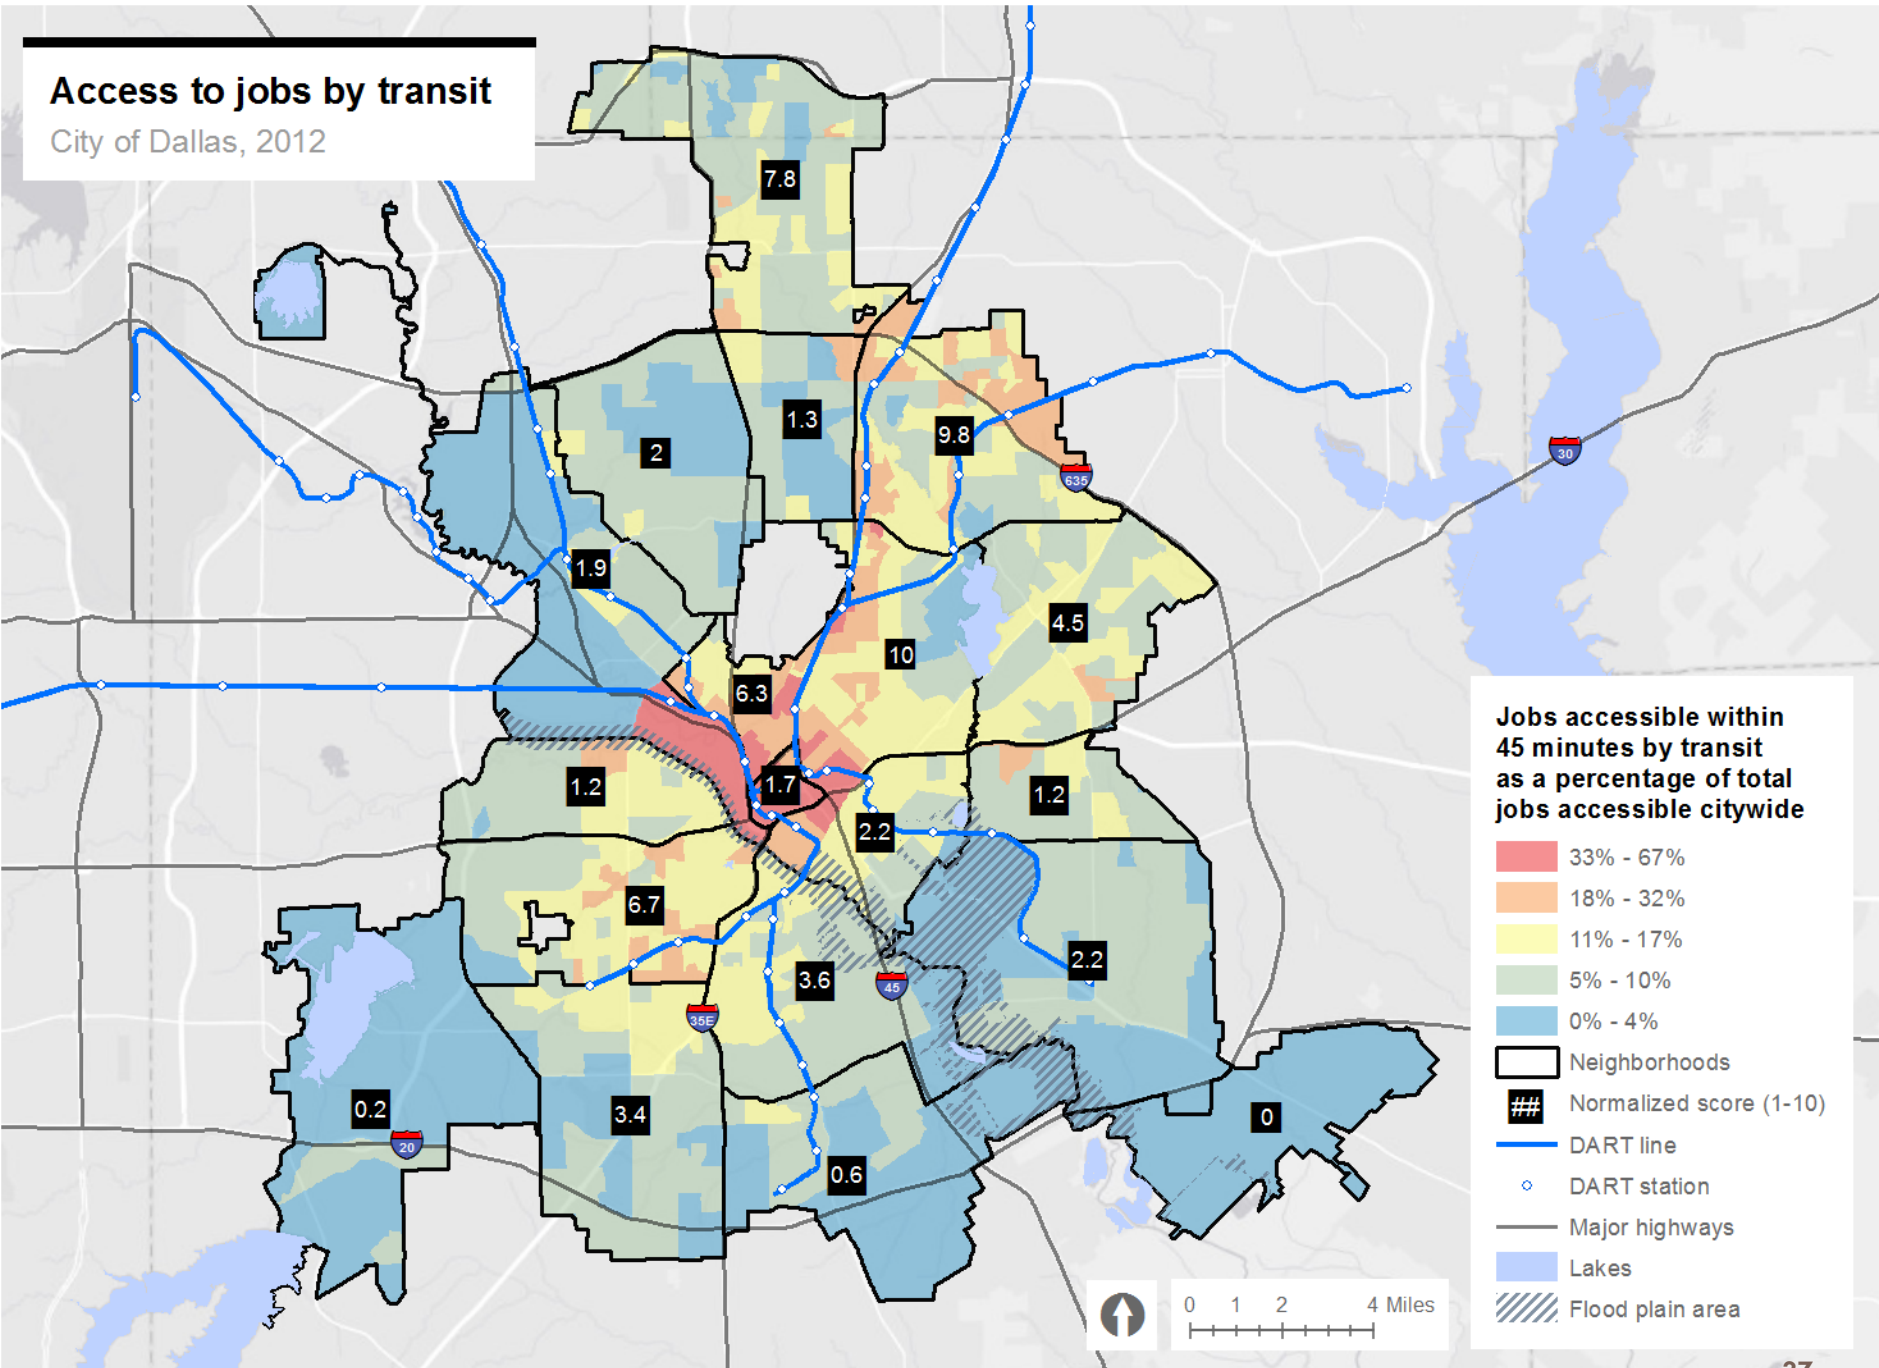 Access to jobs by transit
City of Dallas, 2012
7.8
1.3
2
9.8
635
30
1.9
4.5
10
6.3
1.7
1.2
1.2
2.2
6.7
2.2
3.6
45
35E
0.2
3.4
0
20
0.6
Jobs accessible within
45 minutes by transit
as a percentage of total
jobs accessible citywide
33% - 67%
18% - 32%
11% - 17%
5% - 10%
0% - 4%
Neighborhoods
## Normalized score (1-10)
DART line
DART station
Major highways
Lakes
Flood plain area
0 1 2 4 Miles